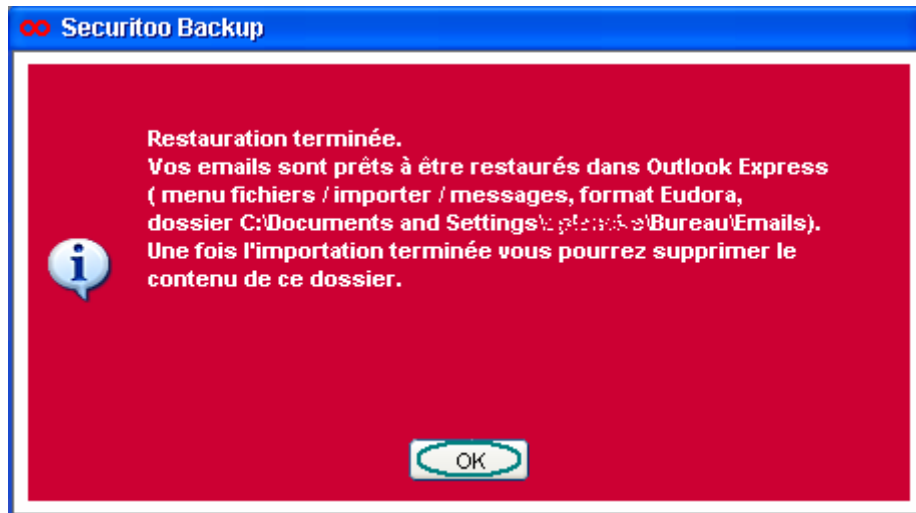 Securitoo Backup
Restauration terminée.
Vos emails sont prêts à être restaurés dans Outlook Express
( menu fichiers / importer / messages, format Eudora,
dossier C:\Documents and Settings\ \Bureau\Emails).
Une fois l'importation terminée vous pourrez supprimer le
contenu de ce dossier.
OK